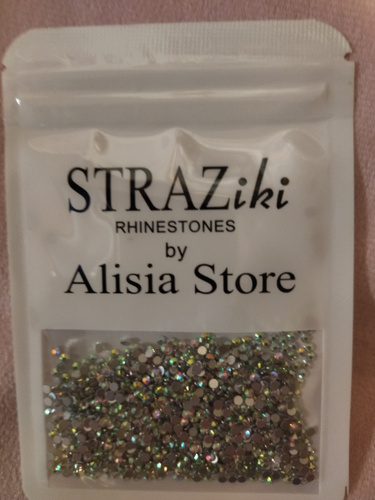 STRAZiki
RHINESTONES
by
Alisia Store